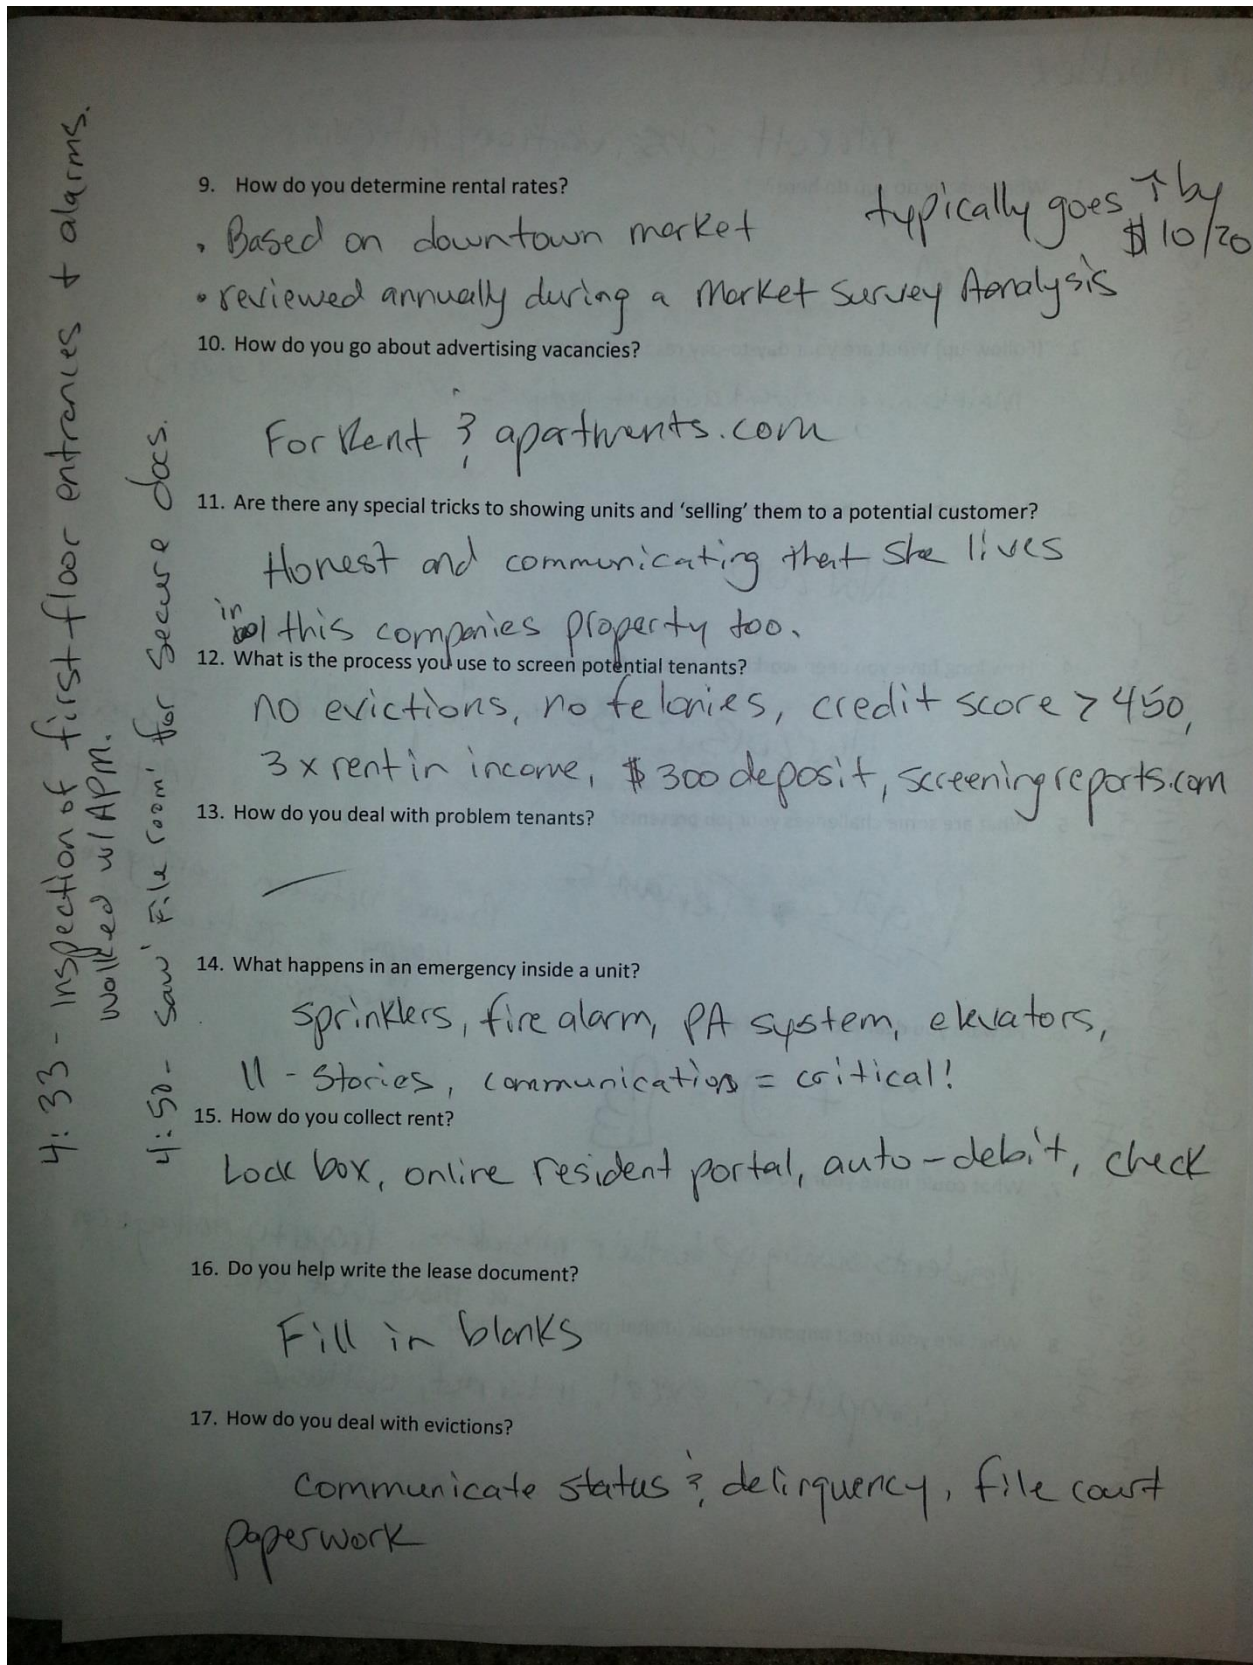 9. How do you determine rental rates?
typically goes ↑ by
$10/20
• Based on downtown market
• reviewed annually during a Market Survey Aonalysis
10. How do you go about advertising vacancies?
For Rent & apartments.com
11. Are there any special tricks to showing units and ‘selling’ them to a potential customer?
Honest and communicating that she lives
in this companies property too.
12. What is the process you use to screen potential tenants?
no evictions, no felonies, credit score > 450,
3 x rent in income, $300 deposit, screeningreports.com
13. How do you deal with problem tenants?
14. What happens in an emergency inside a unit?
sprinklers, fire alarm, PA system, elevators,
11 - Stories, communication = critical!
15. How do you collect rent?
Lock box, online resident portal, auto-debit, check
16. Do you help write the lease document?
Fill in blanks
17. How do you deal with evictions?
Communicate status & delinquency, file court
paperwork
4:33 - Inspection of first floor entrances + alarms.
walked w/ APM.
4:50 - saw 'File room' for secure docs.